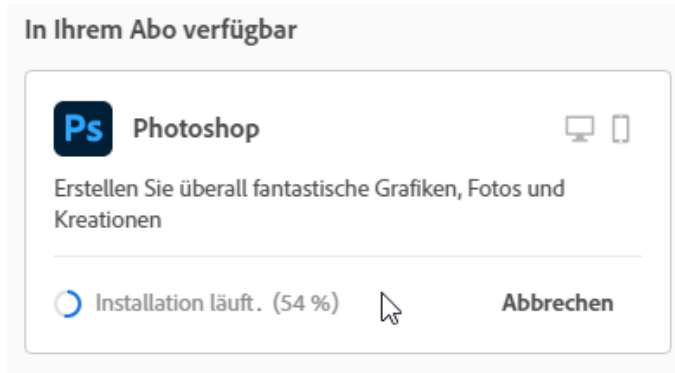 In Ihrem Abo verfügbar
Ps Photoshop
Erstellen Sie überall fantastische Grafiken, Fotos und
Kreationen
Installation läuft. (54 %) Abbrechen